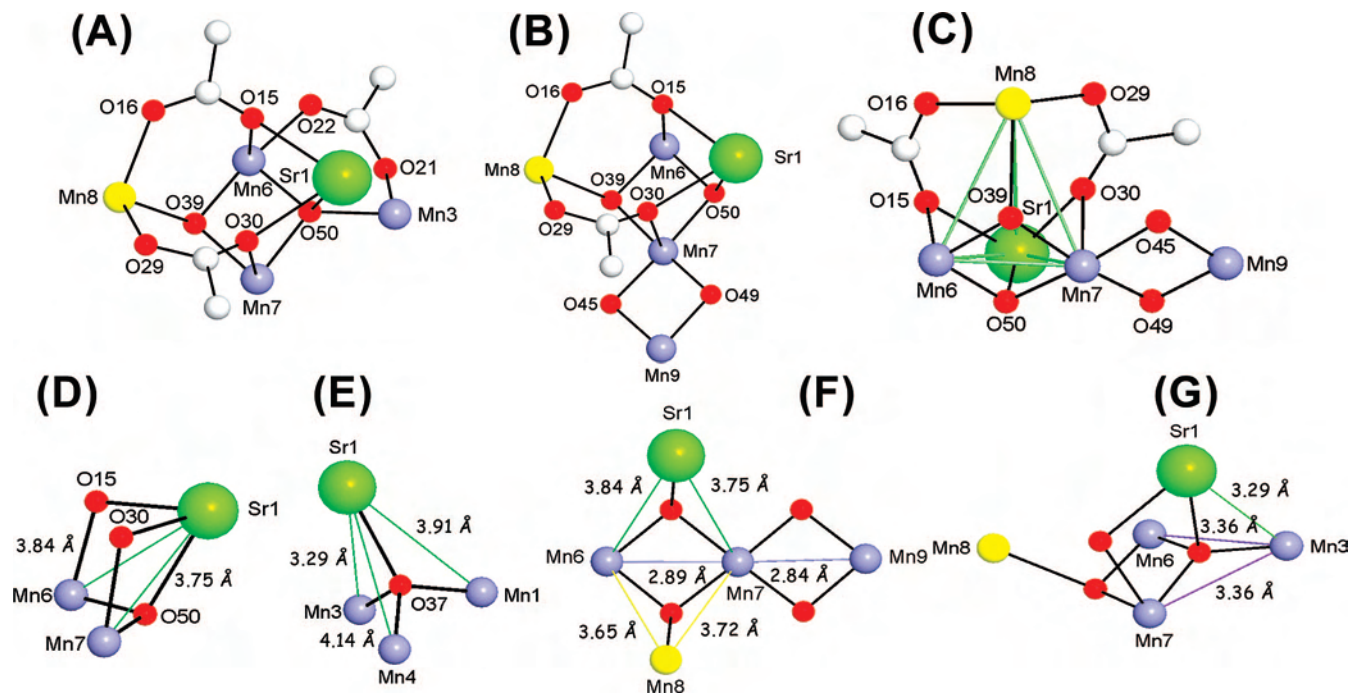 (A)
O16
O15
O22
Mn8
Mn6
Sr1
O21
O39
O30
O50
Mn3
O29
Mn7
(B)
O16
O15
Sr1
Mn8
Mn6
O39
O30
O50
O29
Mn7
O45
O49
Mn9
(C)
Mn8
O16
O29
O15
O39
Sr1
O30
O45
Mn6
Mn7
Mn9
O50
O49
(D)
O15
O30
Sr1
3.84 Å
3.75 Å
Mn6
O50
Mn7
(E)
Sr1
3.91 Å
3.29 Å
Mn3
O37
Mn1
4.14 Å
Mn4
(F)
Sr1
3.84 Å
3.75 Å
Mn6
Mn9
2.89 Å
Mn7
2.84 Å
3.65 Å
3.72 Å
Mn8
(G)
Sr1
3.29 Å
3.36 Å
Mn8
Mn6
Mn3
3.36 Å
Mn7